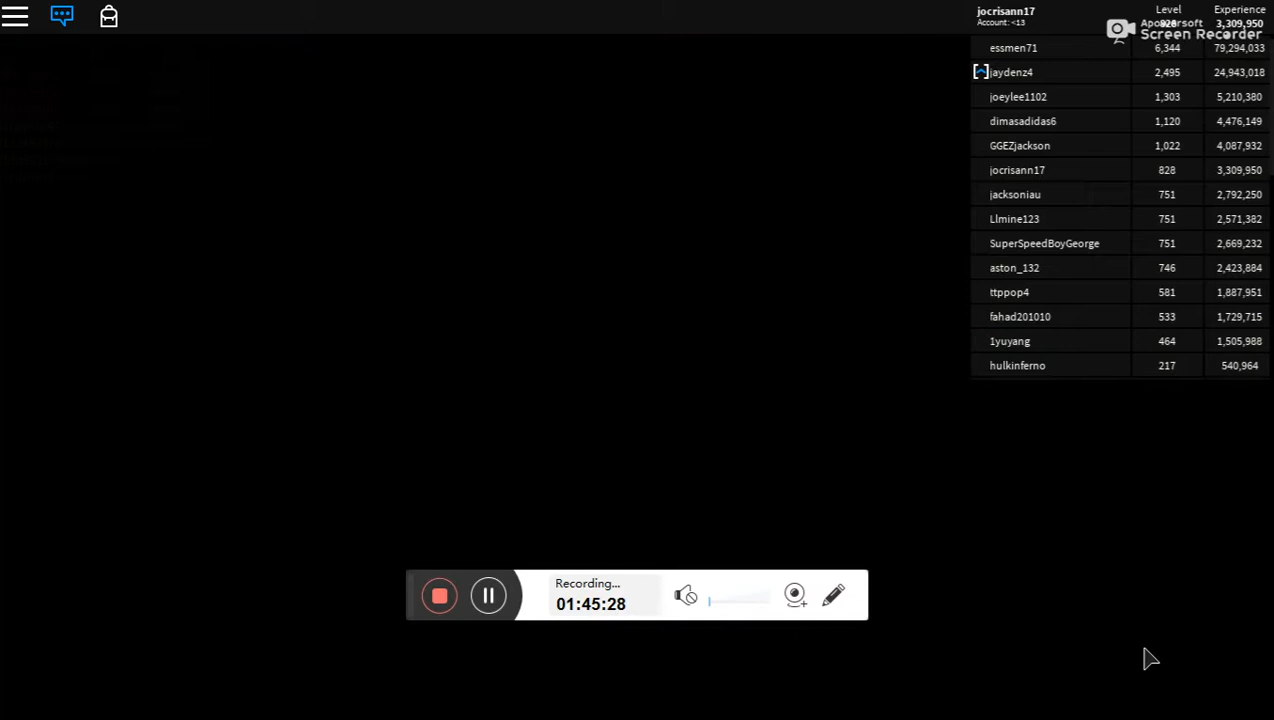 jocrisann17 Level Experience
Account: <13 828 3,309,950
Apowersoft
Screen Recorder
essmen71 6,344 79,294,033
jaydenz4 2,495 24,943,018
joeylee1102 1,303 5,210,380
dimasadidas6 1,120 4,476,149
GGEZjackson 1,022 4,087,932
jocrisann17 828 3,309,950
jacksoniau 751 2,792,250
Llmine123 751 2,571,382
SuperSpeedBoyGeorge 751 2,669,232
aston_132 746 2,423,884
ttppop4 581 1,887,951
fahad201010 533 1,729,715
1yuyang 464 1,505,988
hulkinferno 217 540,964
Recording...
01:45:28